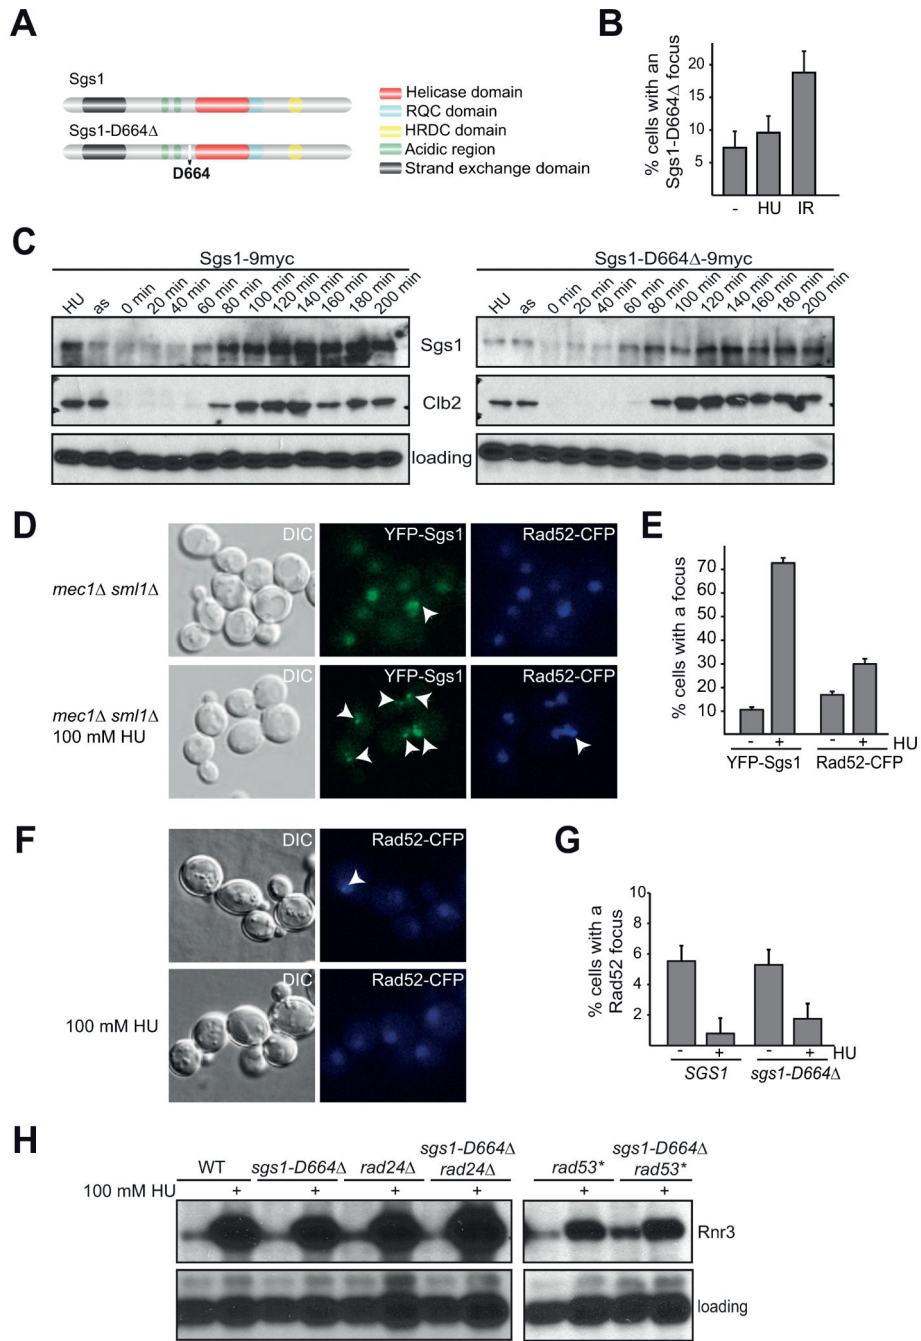 A
Sgs1
Sgs1-D664Δ
D664
Helicase domain
RQC domain
HRDC domain
Acidic region
Strand exchange domain
B
% cells with an
Sgs1-D664Δ focus
20
15
10
5
- HU IR
C
Sgs1-9myc
HU as 0 min 20 min 40 min 60 min 80 min 100 min 120 min 140 min 160 min 180 min 200 min
Sgs1-D664Δ-9myc
HU as 0 min 20 min 40 min 60 min 80 min 100 min 120 min 140 min 160 min 180 min 200 min
Sgs1
Clb2
loading
D
mec1Δ sml1Δ
DIC YFP-Sgs1 Rad52-CFP
mec1Δ sml1Δ
100 mM HU
DIC YFP-Sgs1 Rad52-CFP
E
% cells with a focus
70
60
50
40
30
20
10
- + - + HU
YFP-Sgs1 Rad52-CFP
F
DIC Rad52-CFP
100 mM HU
DIC Rad52-CFP
G
% cells with a
Rad52 focus
10
8
6
4
2
- + - + HU
SGS1 sgs1-D664Δ
H
WT sgs1-D664Δ rad24Δ sgs1-D664Δ rad24Δ rad53* sgs1-D664Δ rad53*
100 mM HU + + + + + +
Rnr3
loading